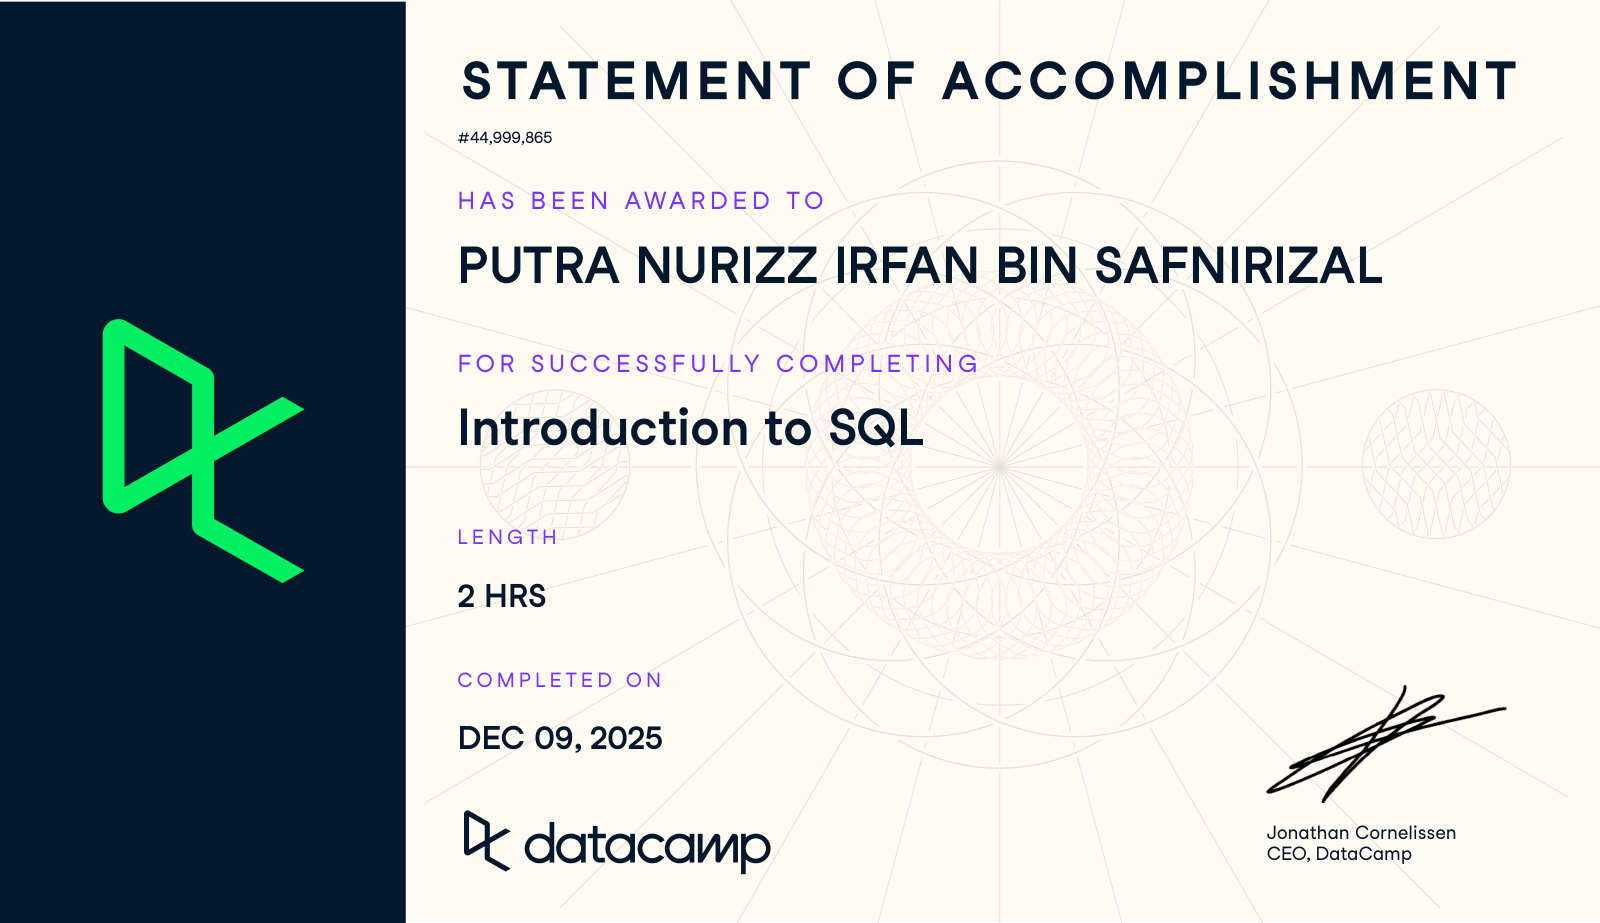 STATEMENT OF ACCOMPLISHMENT
#44,999,865
HAS BEEN AWARDED TO
PUTRA NURIZZ IRFAN BIN SAFNIRIZAL
FOR SUCCESSFULLY COMPLETING
Introduction to SQL
LENGTH
2 HRS
COMPLETED ON
DEC 09, 2025
datacamp
Jonathan Cornelissen
CEO, DataCamp